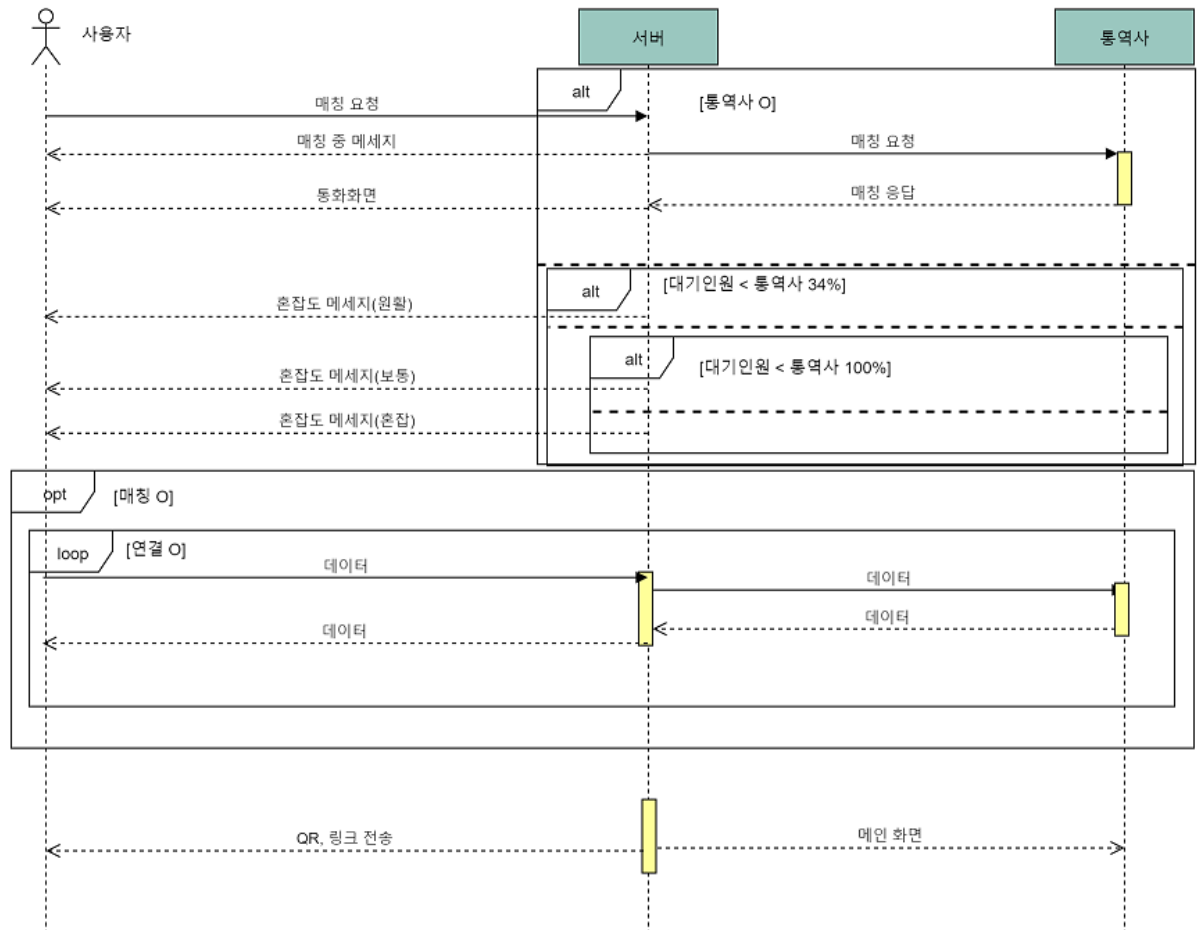 사용자
서버
통역사
alt
[통역사 O]
매칭 요청
매칭 중 메세지
매칭 요청
통화화면
매칭 응답
alt
[대기인원 < 통역사 34%]
혼잡도 메세지(원활)
alt
[대기인원 < 통역사 100%]
혼잡도 메세지(보통)
혼잡도 메세지(혼잡)
opt
[매칭 O]
loop
[연결 O]
데이터
데이터
데이터
데이터
QR, 링크 전송
메인 화면